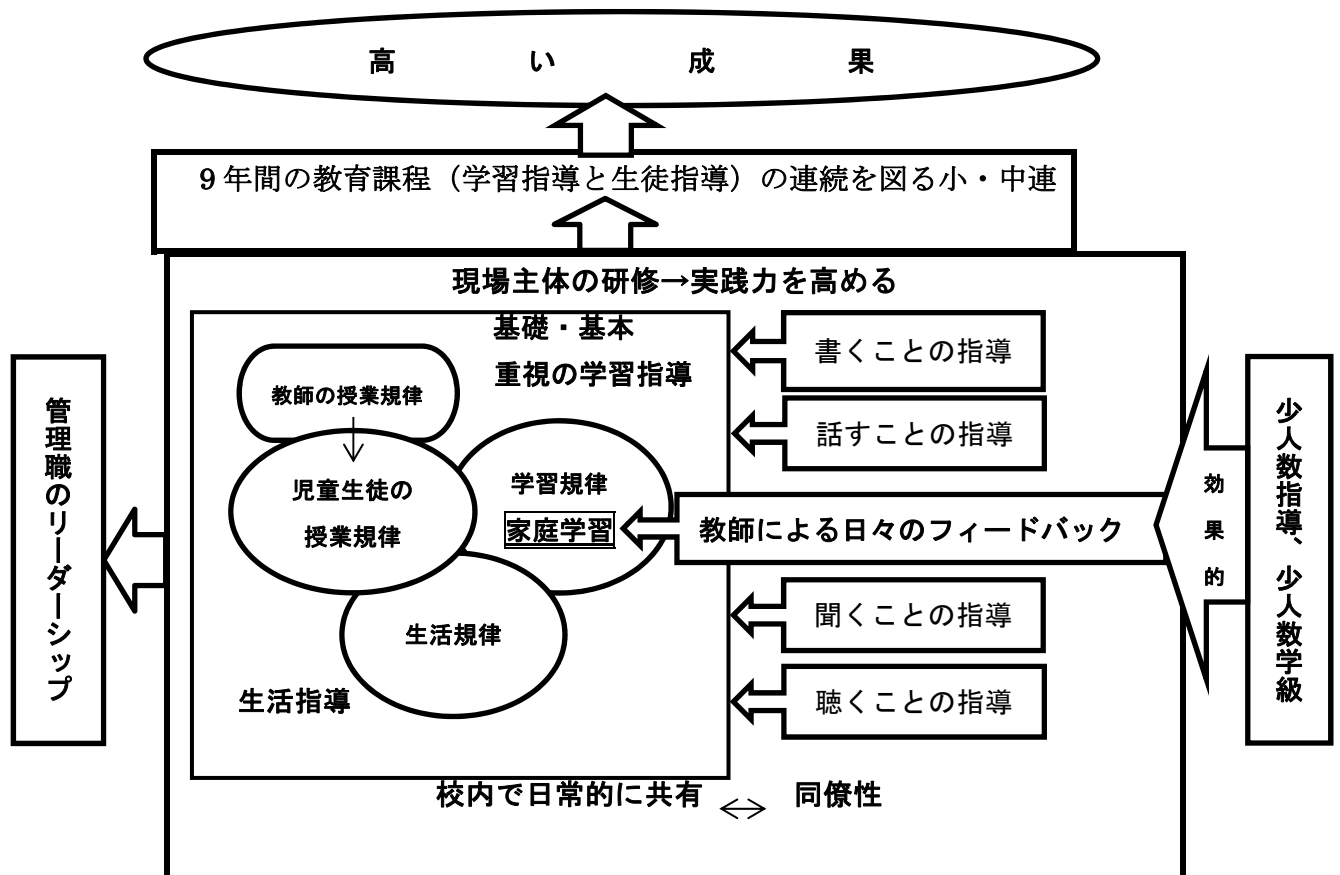 高い成果
9年間の教育課程（学習指導と生徒指導）の連続を図る小・中連
現場主体の研修→実践力を高める
基礎・基本
重視の学習指導
教師の授業規律
児童生徒の
授業規律
学習規律
家庭学習
生活規律
生活指導
書くことの指導
話すことの指導
教師による日々のフィードバック
聞くことの指導
聴くことの指導
校内で日常的に共有 ↔ 同僚性
管理職のリーダーシップ
効果的
少人数指導、少人数学級